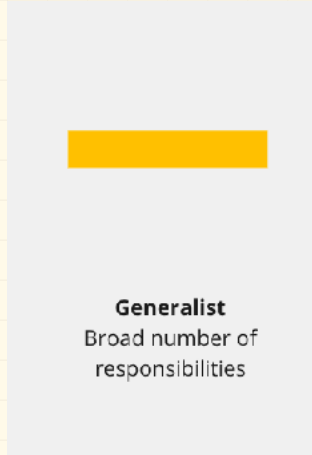 Generalist
Broad number of
responsibilities